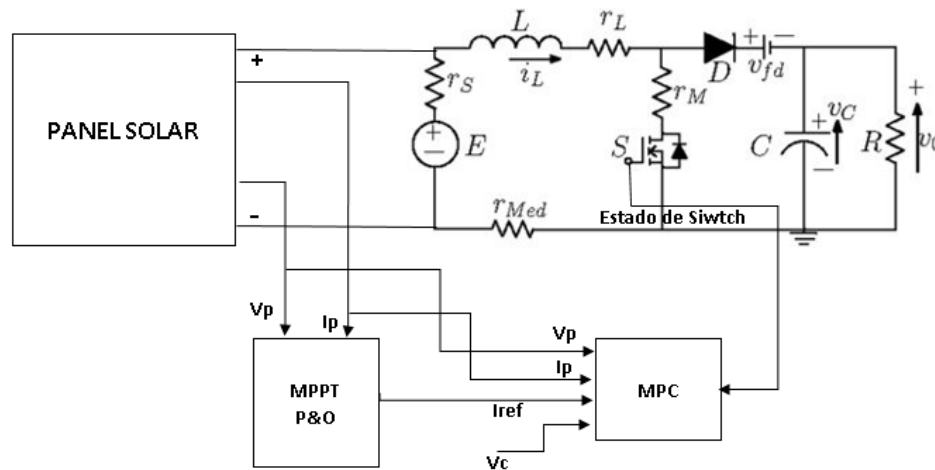 PANEL SOLAR
+
-
L
r_L
i_L
r_S
+
-
E
r_M
S
D
+ -
v_fd
C
+
v_C
-
R
+
v_0
r_Med
Estado de Siwtch
Vp
Ip
Vp
Ip
MPPT
P&O
Iref
Vc
MPC